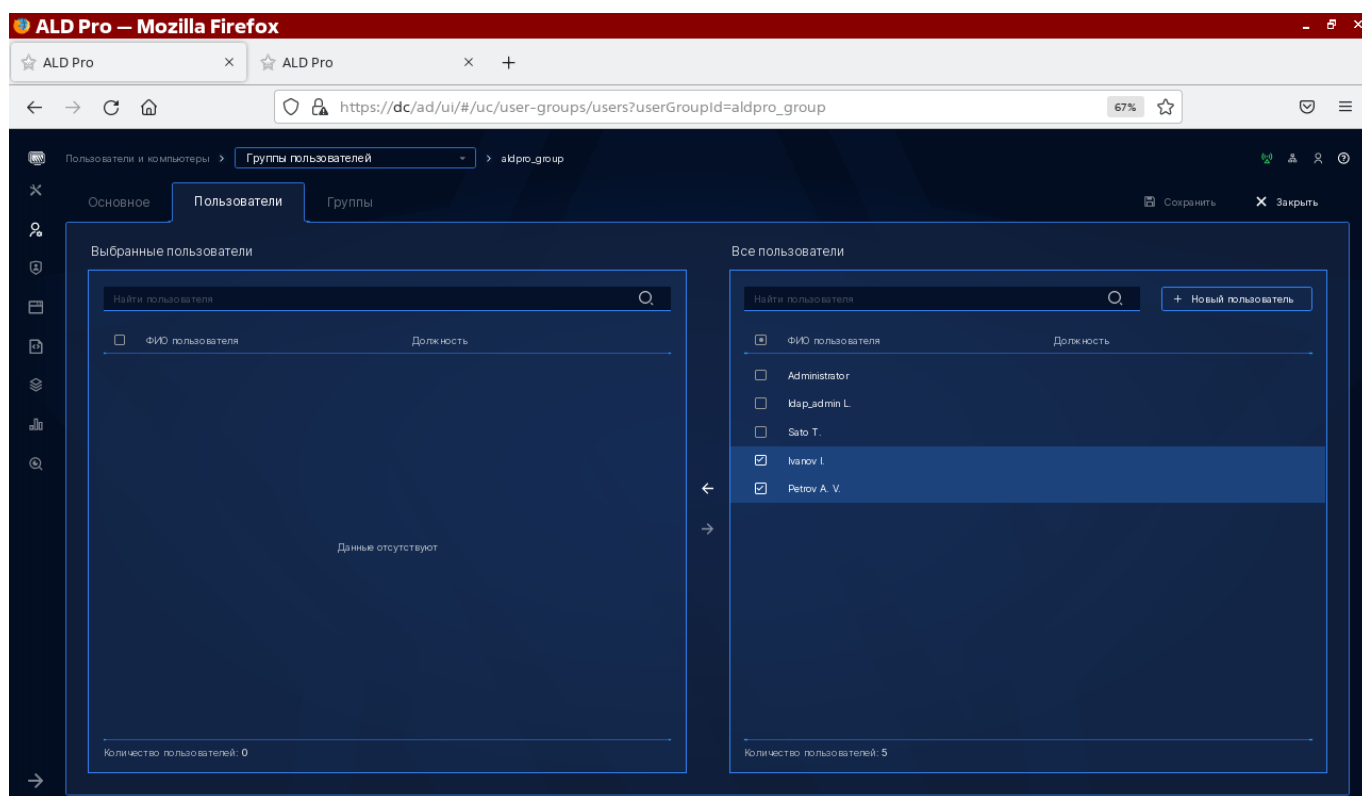 ALD Pro — Mozilla Firefox
ALD Pro
ALD Pro
https://dc/ad/ui/#/uc/user-groups/users?userGroupId=aldpro_group
67%
Пользователи и компьютеры > Группы пользователей > aldpro_group
Основное
Пользователи
Группы
Сохранить
Закрыть
Выбранные пользователи
Найти пользователя
ФИО пользователя
Должность
Данные отсутствуют
Количество пользователей: 0
Все пользователи
Найти пользователя
+ Новый пользователь
ФИО пользователя
Должность
Administrator
ldap_admin L.
Sato T.
Ivanov I.
Petrov A. V.
Количество пользователей: 5